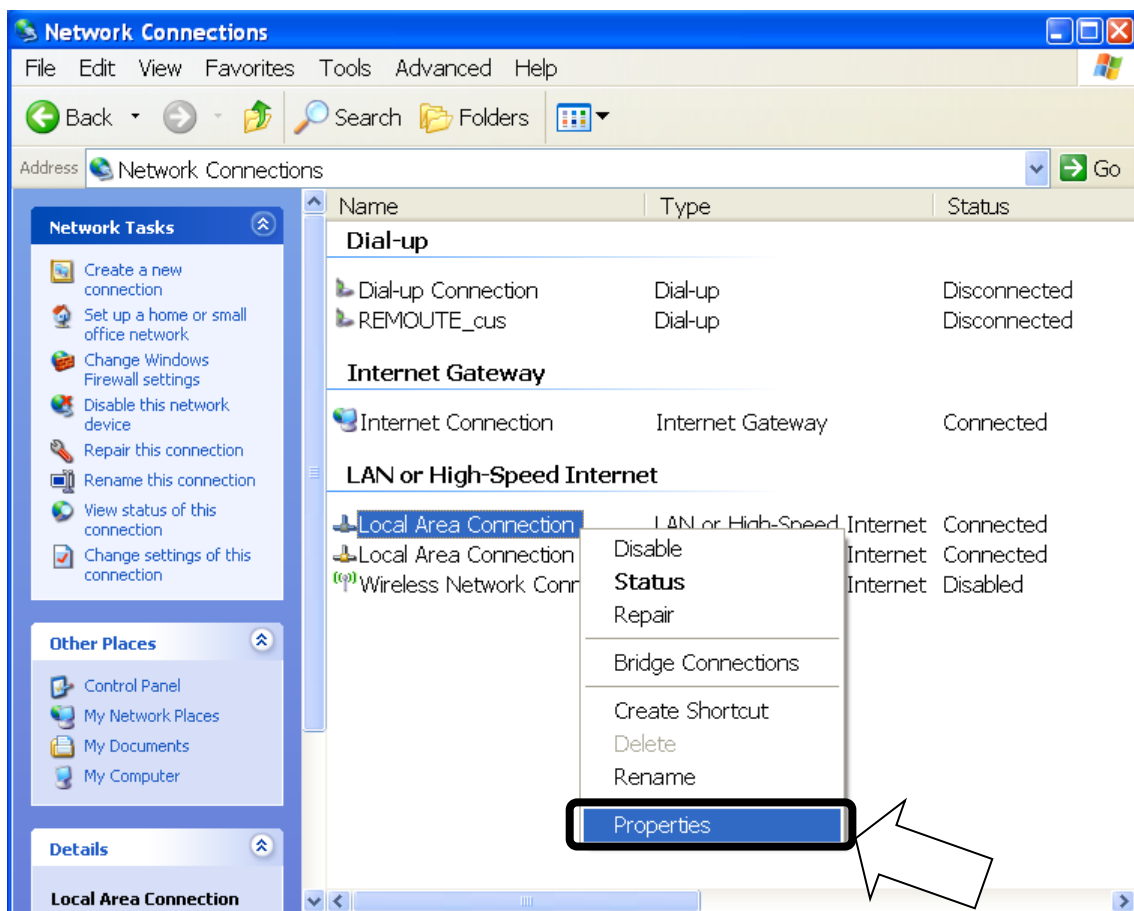 Network Connections
File Edit View Favorites Tools Advanced Help
Back Search Folders
Address Network Connections Go
Network Tasks
Create a new
connection
Set up a home or small
office network
Change Windows
Firewall settings
Disable this network
device
Repair this connection
Rename this connection
View status of this
connection
Change settings of this
connection
Other Places
Control Panel
My Network Places
My Documents
My Computer
Details
Local Area Connection
Name Type Status
Dial-up
Dial-up Connection Dial-up Disconnected
REMOUTE_cus Dial-up Disconnected
Internet Gateway
Internet Connection Internet Gateway Connected
LAN or High-Speed Internet
Local Area Connection LAN or High-Speed Internet Connected
Local Area Connection Internet Connected
Wireless Network Conn Internet Disabled
Disable
Status
Repair
Bridge Connections
Create Shortcut
Delete
Rename
Properties